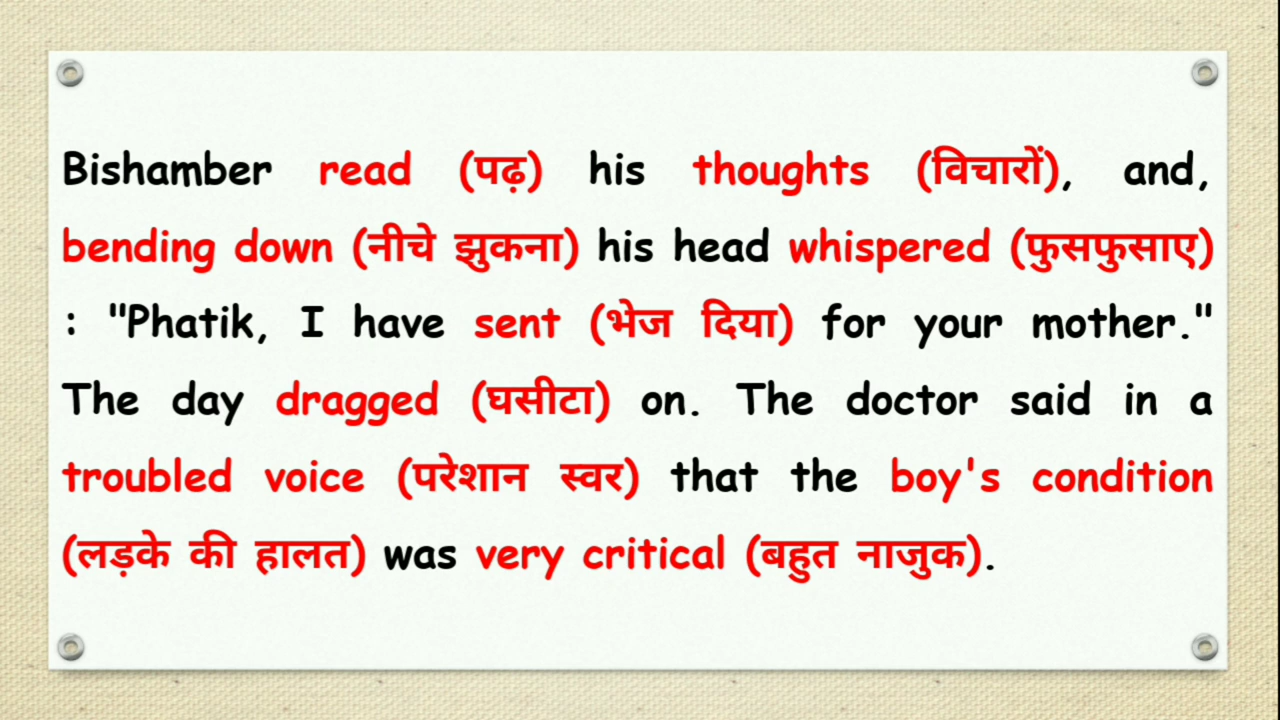 Bishamber read (पढ़) his thoughts (विचारों), and,
bending down (नीचे झुकना) his head whispered (फुसफुसाए)
: "Phatik, I have sent (भेज दिया) for your mother."
The day dragged (घसीटा) on. The doctor said in a
troubled voice (परेशान स्वर) that the boy's condition
(लड़के की हालत) was very critical (बहुत नाजुक).